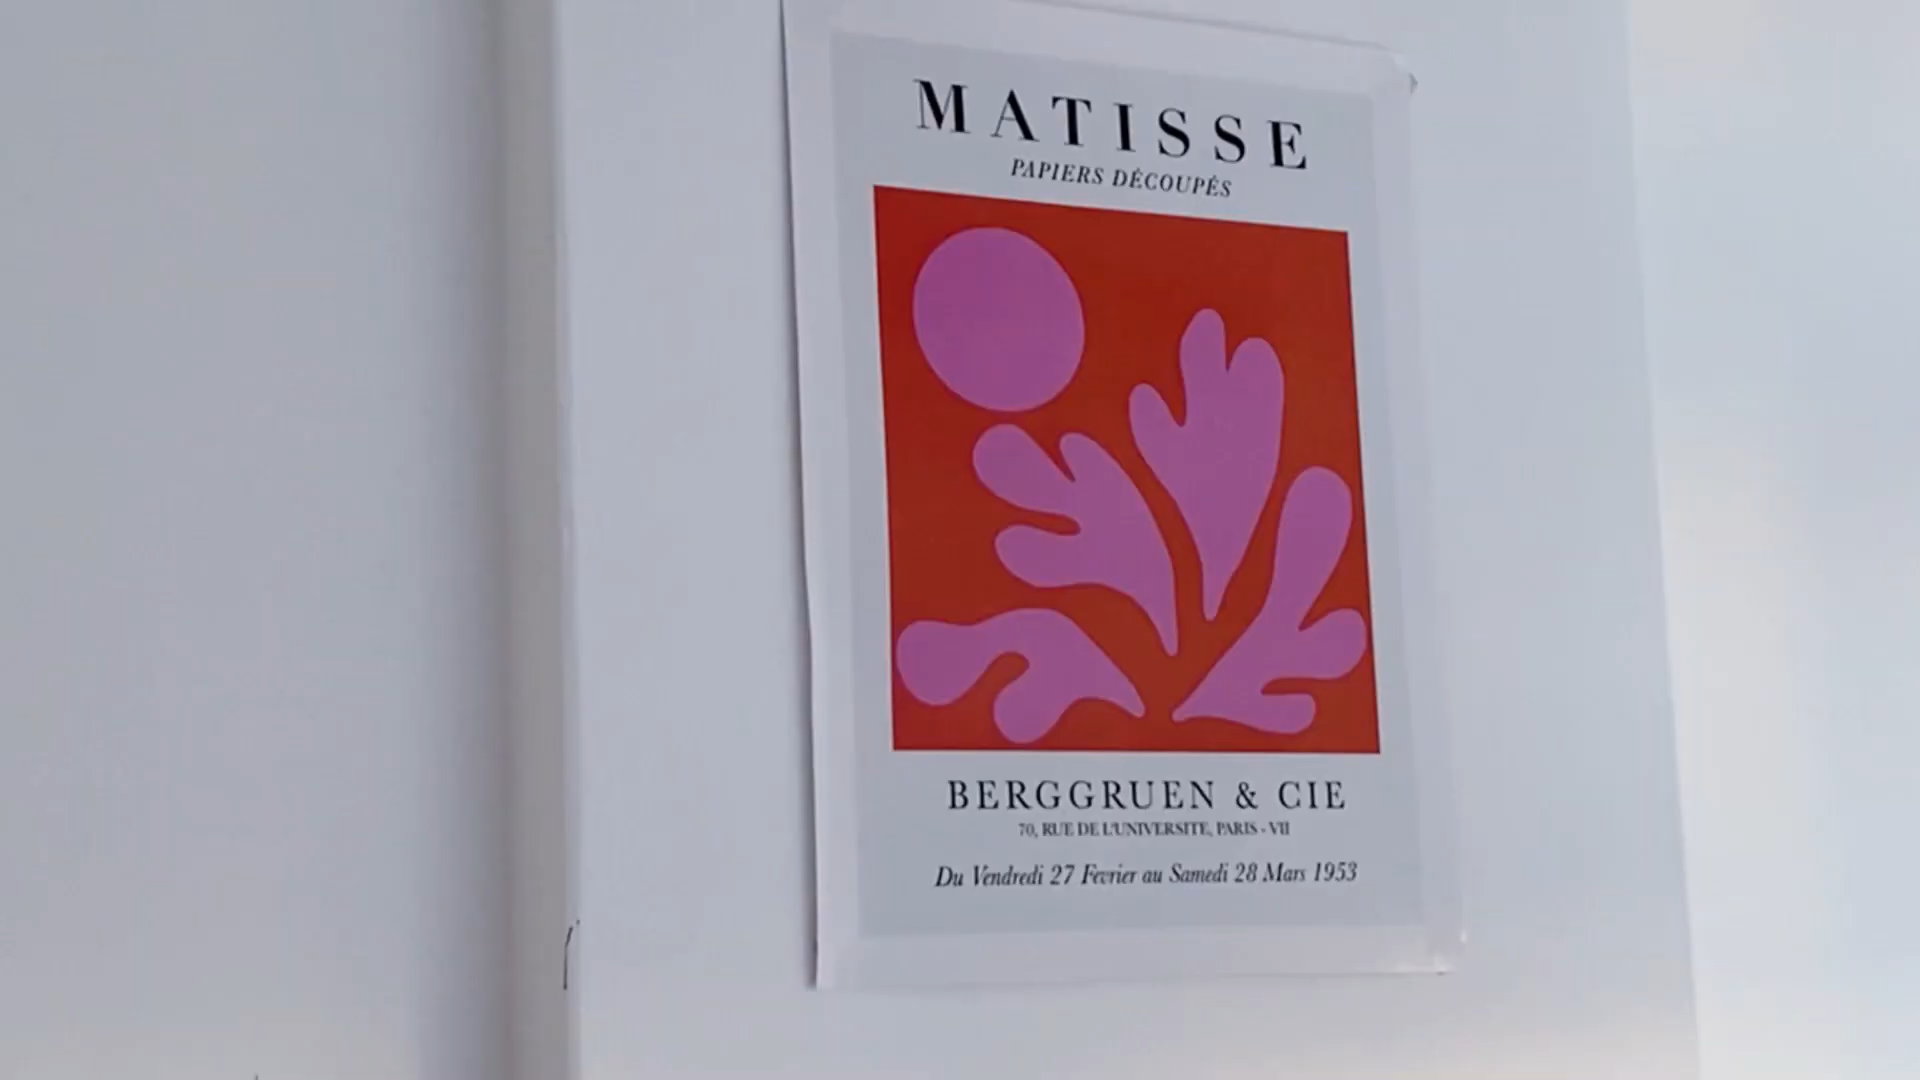 MATISSE
PAPIERS DÉCOUPÉS
BERGGRUEN & CIE
70, RUE DE L'UNIVERSITE, PARIS - VII
Du Vendredi 27 Fevrier au Samedi 28 Mars 1953